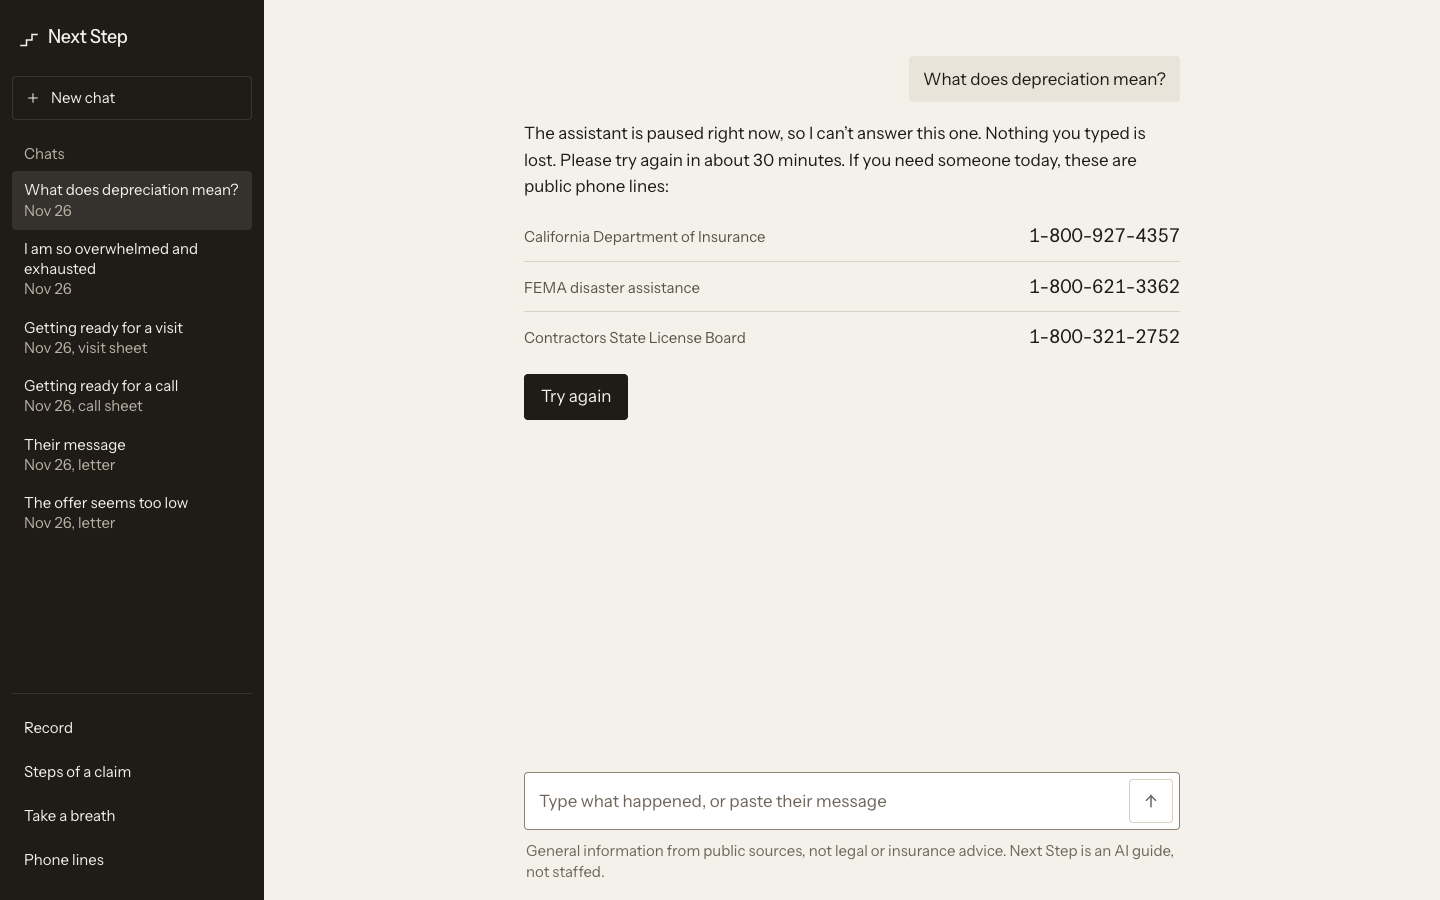 Next Step
+ New chat
Chats
What does depreciation mean?
Nov 26
I am so overwhelmed and
exhausted
Nov 26
Getting ready for a visit
Nov 26, visit sheet
Getting ready for a call
Nov 26, call sheet
Their message
Nov 26, letter
The offer seems too low
Nov 26, letter
Record
Steps of a claim
Take a breath
Phone lines
What does depreciation mean?
The assistant is paused right now, so I can’t answer this one. Nothing you typed is
lost. Please try again in about 30 minutes. If you need someone today, these are
public phone lines:
California Department of Insurance 1-800-927-4357
FEMA disaster assistance 1-800-621-3362
Contractors State License Board 1-800-321-2752
Try again
Type what happened, or paste their message
General information from public sources, not legal or insurance advice. Next Step is an AI guide,
not staffed.